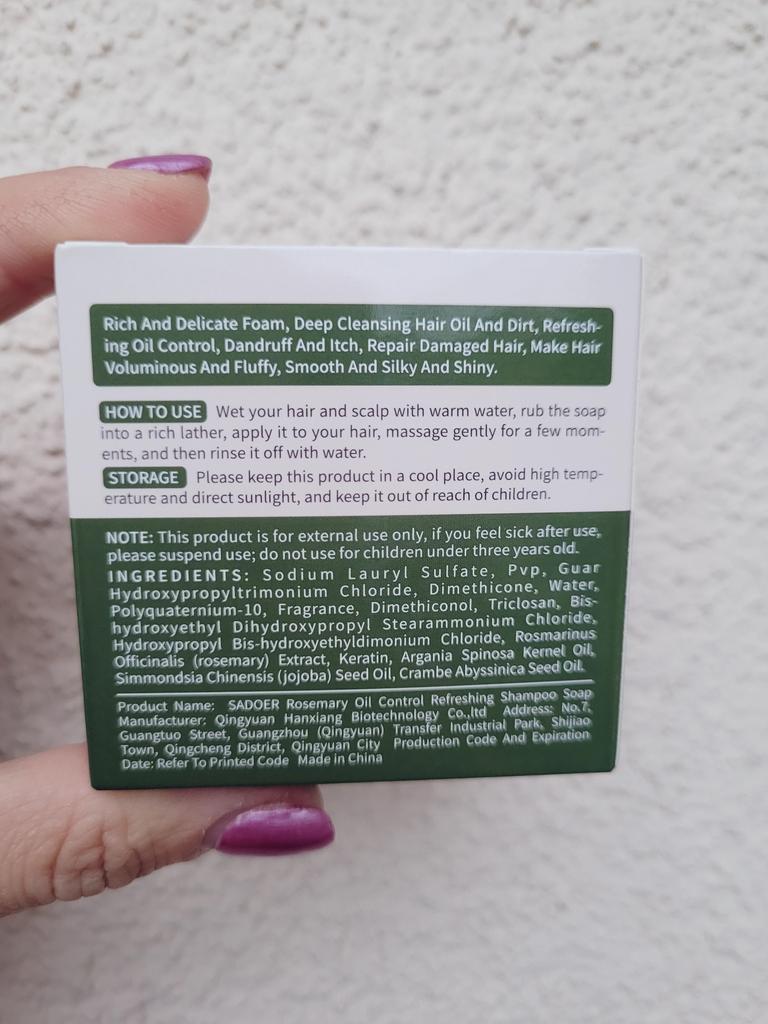 Rich And Delicate Foam, Deep Cleansing Hair Oil And Dirt, Refresh-
ing Oil Control, Dandruff And Itch, Repair Damaged Hair, Make Hair
Voluminous And Fluffy, Smooth And Silky And Shiny.
HOW TO USE Wet your hair and scalp with warm water, rub the soap
into a rich lather, apply it to your hair, massage gently for a few mom-
ents, and then rinse it off with water.
STORAGE Please keep this product in a cool place, avoid high temp-
erature and direct sunlight, and keep it out of reach of children.
NOTE: This product is for external use only, if you feel sick after use,
please suspend use; do not use for children under three years old.
INGREDIENTS: Sodium Lauryl Sulfate, Pvp, Guar
Hydroxypropyltrimonium Chloride, Dimethicone, Water,
Polyquaternium-10, Fragrance, Dimethiconol, Triclosan, Bis-
hydroxyethyl Dihydroxypropyl Stearammonium Chloride,
Hydroxypropyl Bis-hydroxyethyldimonium Chloride, Rosmarinus
Officinalis (rosemary) Extract, Keratin, Argania Spinosa Kernel Oil,
Simmondsia Chinensis (jojoba) Seed Oil, Crambe Abyssinica Seed Oil.
Product Name: SADOER Rosemary Oil Control Refreshing Shampoo Soap
Manufacturer: Qingyuan Hanxiang Biotechnology Co.,ltd Address: No.7,
Guangtuo Street, Guangzhou (Qingyuan) Transfer Industrial Park, Shijiao
Town, Qingcheng District, Qingyuan City Production Code And Expiration
Date: Refer To Printed Code Made in China